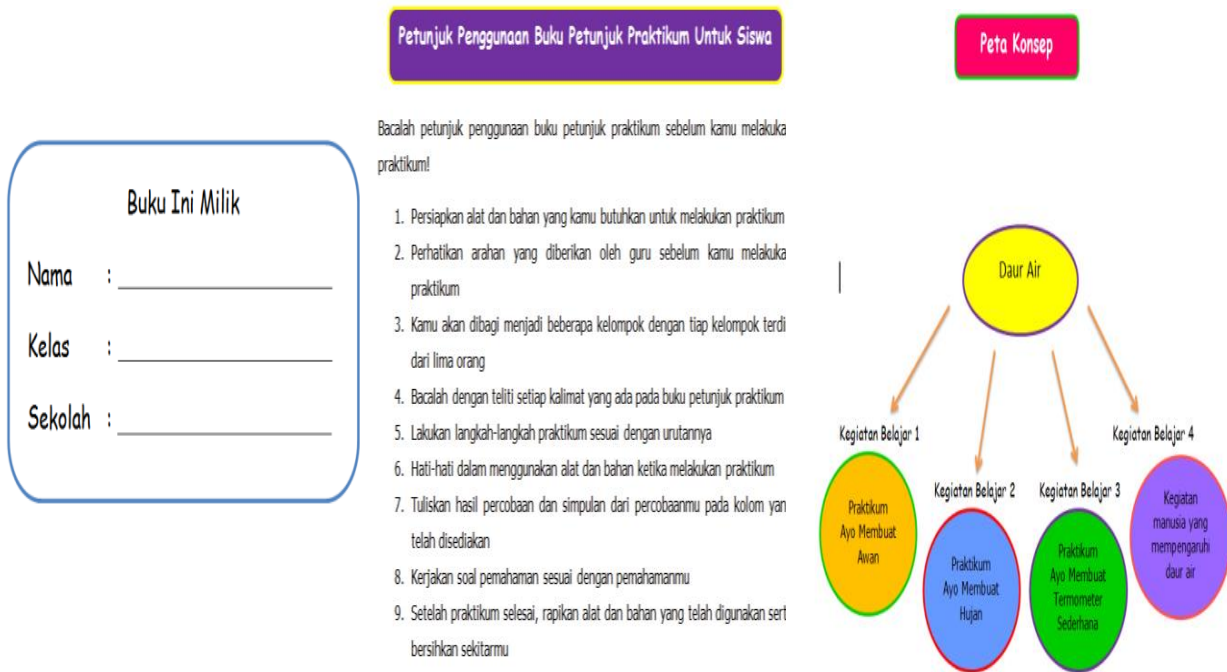 Buku Ini Milik
Nama : ____________
Kelas : ____________
Sekolah : ____________
Petunjuk Penggunaan Buku Petunjuk Praktikum Untuk Siswa
Bacalah petunjuk penggunaan buku petunjuk praktikum sebelum kamu melakuka
praktikum!
1. Persiapkan alat dan bahan yang kamu butuhkan untuk melakukan praktikum
2. Perhatikan arahan yang diberikan oleh guru sebelum kamu melakuka
praktikum
3. Kamu akan dibagi menjadi beberapa kelompok dengan tiap kelompok terdi
dari lima orang
4. Bacalah dengan teliti setiap kalimat yang ada pada buku petunjuk praktikum
5. Lakukan langkah-langkah praktikum sesuai dengan urutannya
6. Hati-hati dalam menggunakan alat dan bahan ketika melakukan praktikum
7. Tuliskan hasil percobaan dan simpulan dari percobaanmu pada kolom yan
telah disediakan
8. Kerjakan soal pemahaman sesuai dengan pemahamanmu
9. Setelah praktikum selesai, rapikan alat dan bahan yang telah digunakan sert
bersihkan sekitarmu
Peta Konsep
Daur Air
Kegiatan Belajar 1
Praktikum
Ayo Membuat
Awan
Kegiatan Belajar 2
Praktikum
Ayo Membuat
Hujan
Kegiatan Belajar 3
Praktikum
Ayo Membuat
Termometer
Sederhana
Kegiatan Belajar 4
Kegiatan
manusia yang
mempengaruhi
daur air